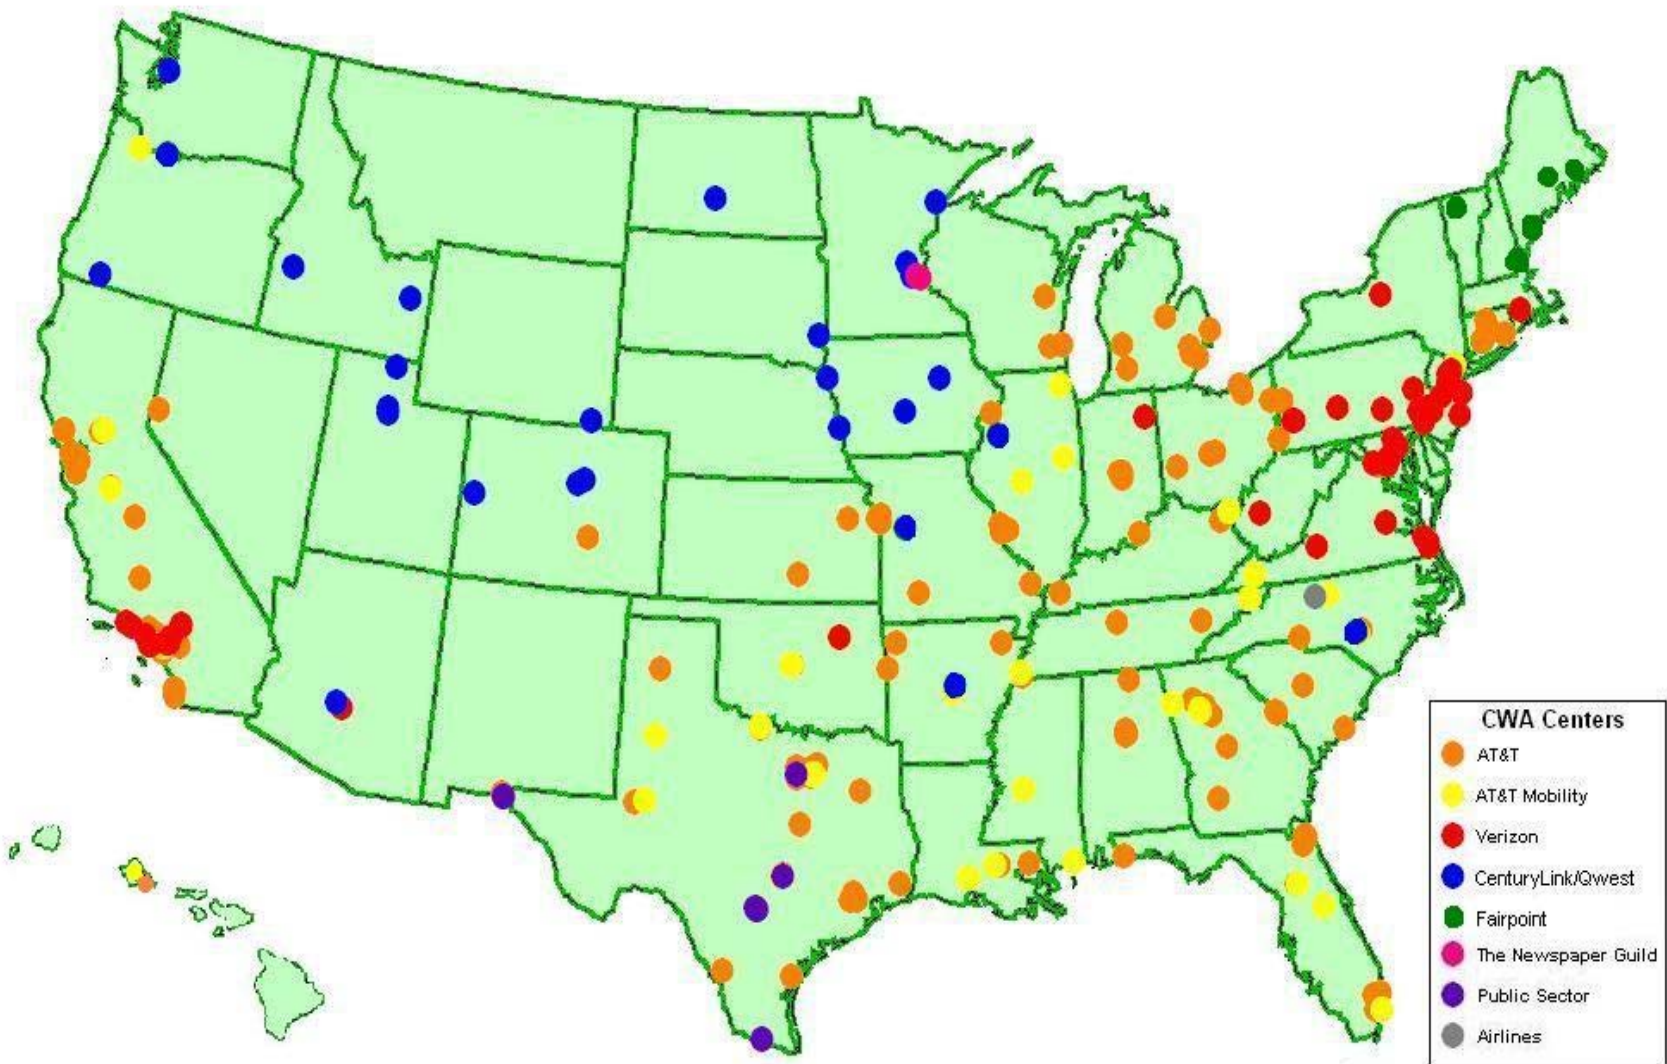 CWA Centers
AT&T
AT&T Mobility
Verizon
CenturyLink/Qwest
Fairpoint
The Newspaper Guild
Public Sector
Airlines